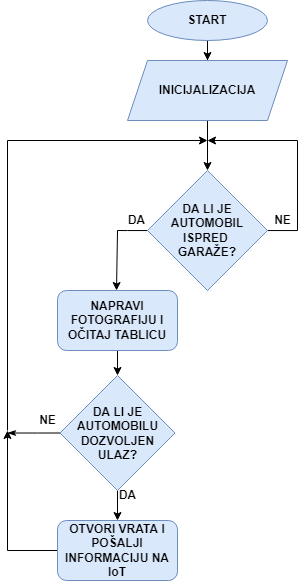 START
INICIJALIZACIJA
DA LI JE
AUTOMOBIL
ISPRED
GARAŽE?
DA
NE
NAPRAVI
FOTOGRAFIJU I
OČITAJ TABLICU
DA LI JE
AUTOMOBILU
DOZVOLJEN
ULAZ?
NE
DA
OTVORI VRATA I
POŠALJI
INFORMACIJU NA
IoT